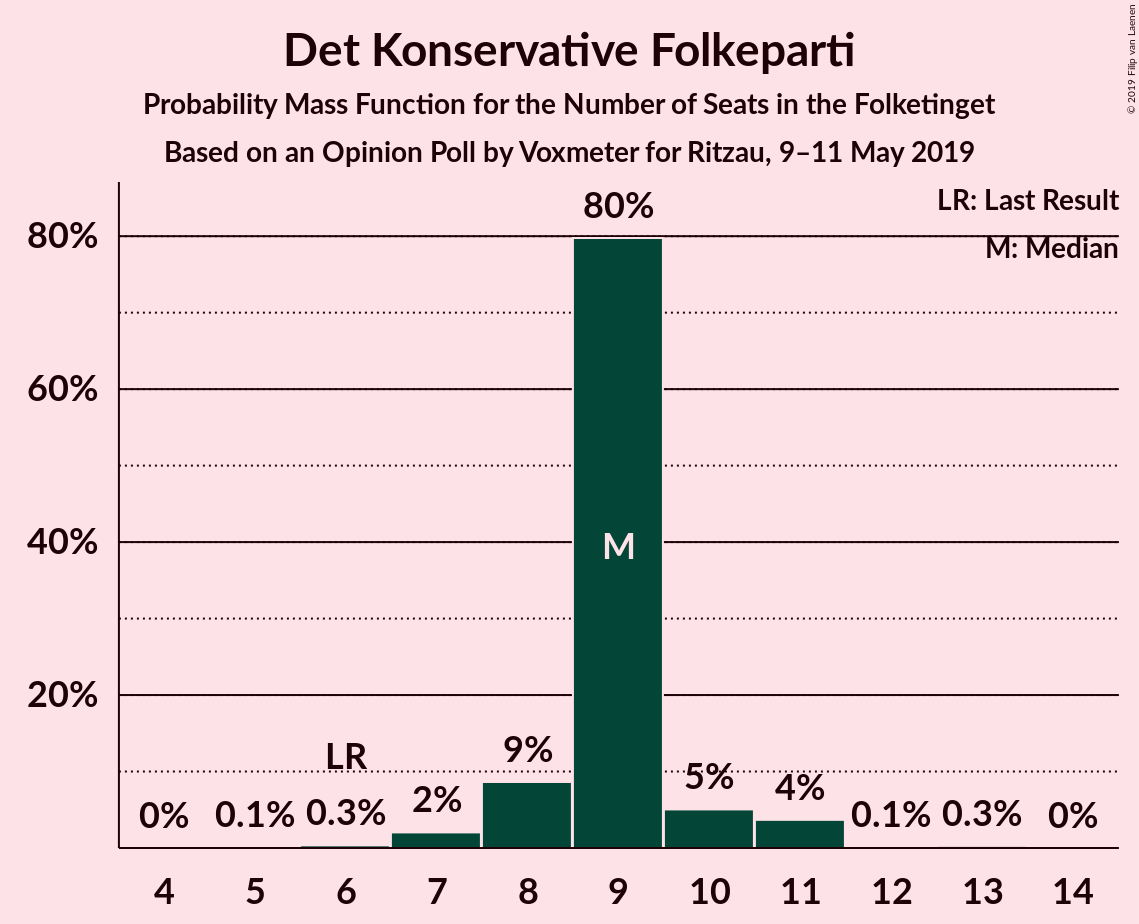 Det Konservative Folkeparti
Probability Mass Function for the Number of Seats in the Folketinget
Based on an Opinion Poll by Voxmeter for Ritzau, 9–11 May 2019
© 2019 Filip van Laenen
LR: Last Result
M: Median
80%
60%
40%
20%
0%
0.1%
LR
0.3%
2%
9%
80%
M
5%
4%
0.1%
0.3%
0%
4 5 6 7 8 9 10 11 12 13 14